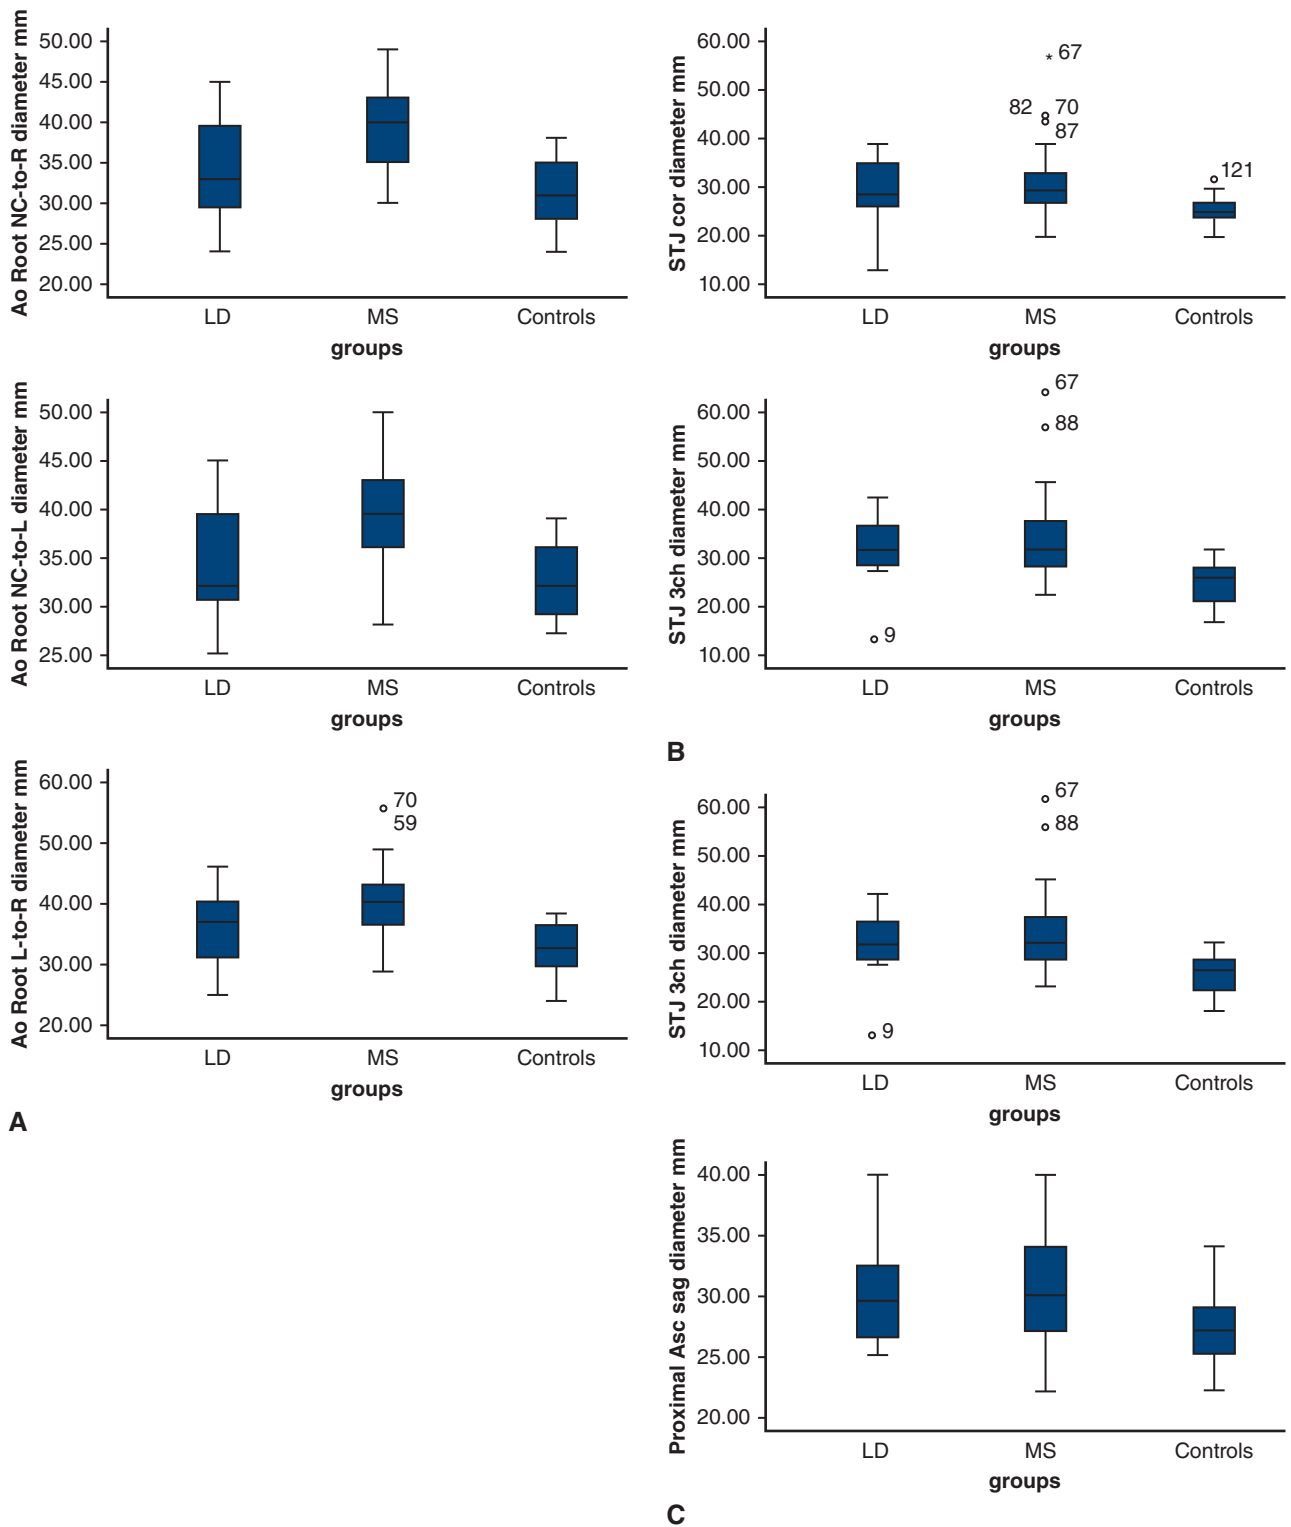 Ao Root NC-to-R diameter mm
50.00
45.00
40.00
35.00
30.00
25.00
20.00
LD MS Controls
groups
Ao Root NC-to-L diameter mm
50.00
45.00
40.00
35.00
30.00
25.00
LD MS Controls
groups
Ao Root L-to-R diameter mm
60.00
50.00
40.00
30.00
20.00
70
59
LD MS Controls
groups
A
STJ cor diameter mm
60.00
50.00
40.00
30.00
20.00
10.00
* 67
82 70
87
121
LD MS Controls
groups
STJ 3ch diameter mm
60.00
50.00
40.00
30.00
20.00
10.00
67
88
9
LD MS Controls
groups
B
STJ 3ch diameter mm
60.00
50.00
40.00
30.00
20.00
10.00
67
88
9
LD MS Controls
groups
Proximal Asc sag diameter mm
40.00
35.00
30.00
25.00
20.00
LD MS Controls
groups
C